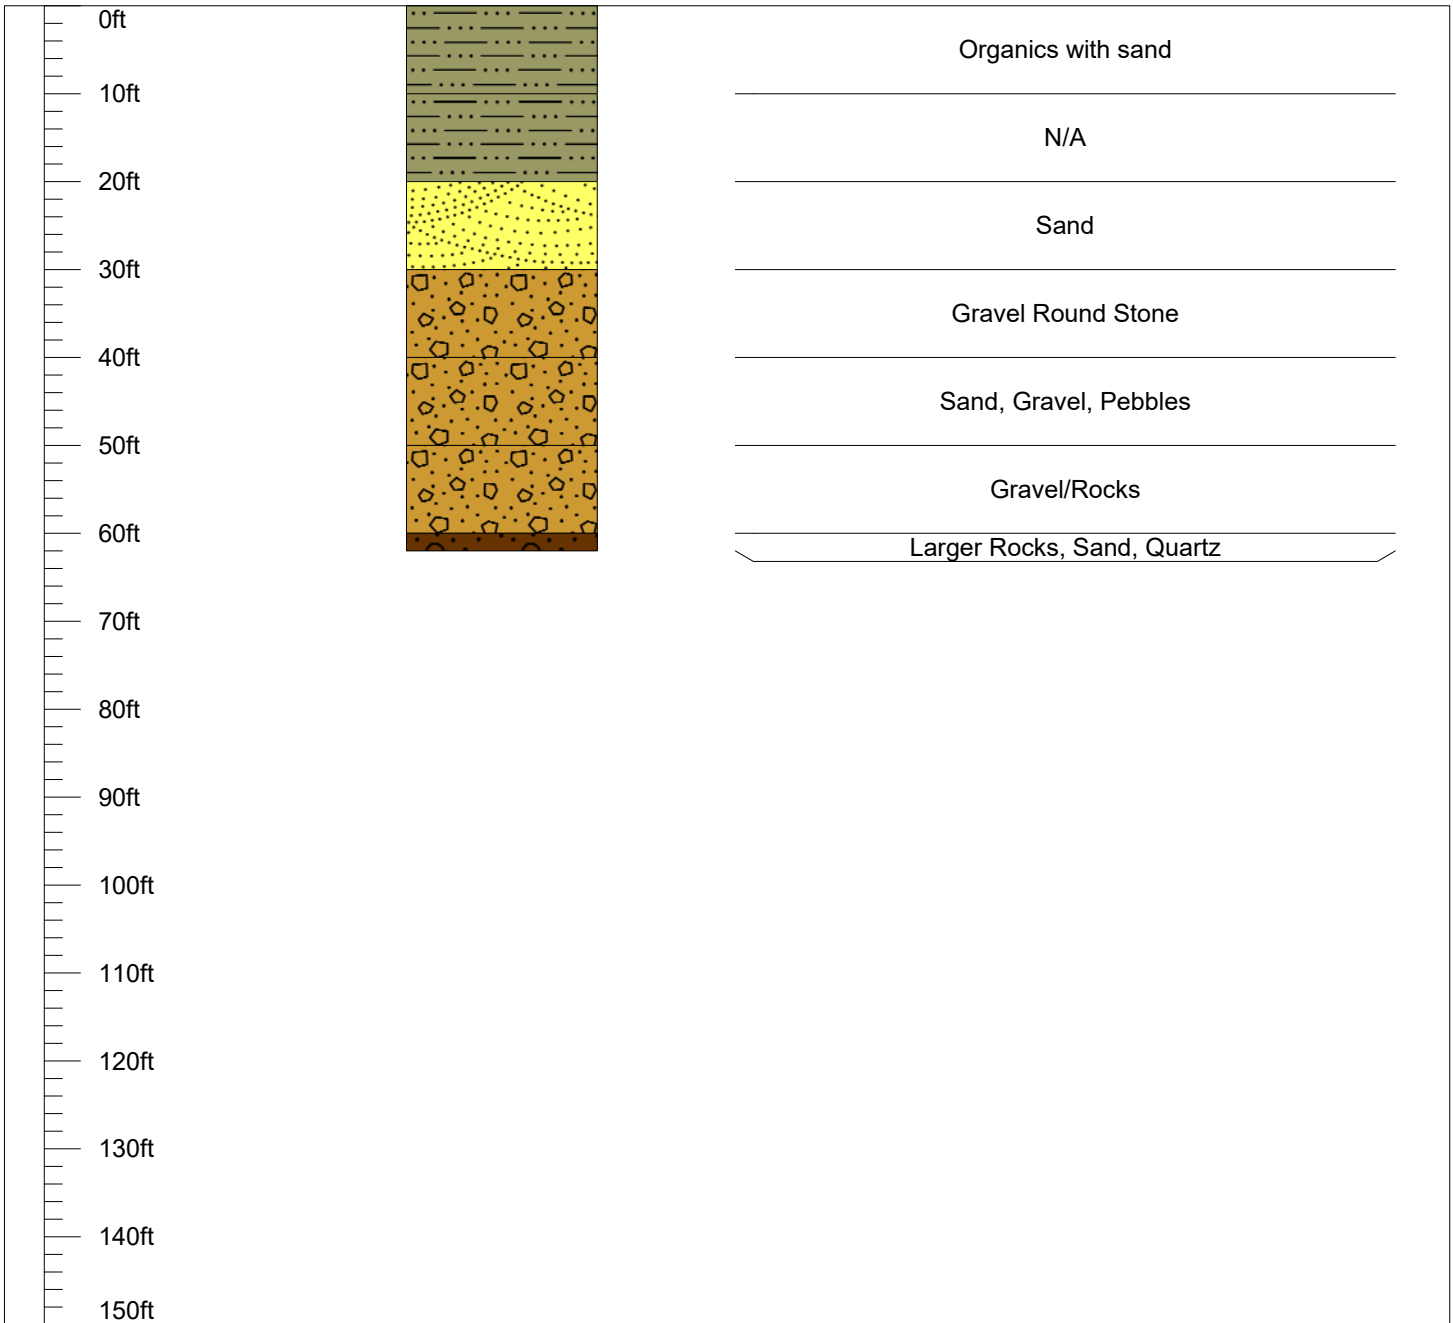 0ft
Organics with sand
10ft
N/A
20ft
Sand
30ft
Gravel Round Stone
40ft
Sand, Gravel, Pebbles
50ft
Gravel/Rocks
60ft
Larger Rocks, Sand, Quartz
70ft
80ft
90ft
100ft
110ft
120ft
130ft
140ft
150ft